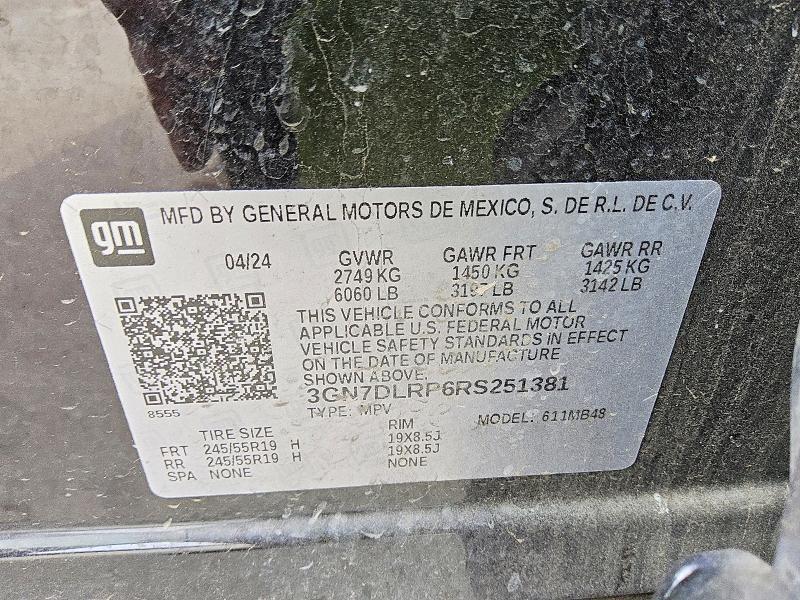 gm
MFD BY GENERAL MOTORS DE MEXICO, S. DE R.L. DE C.V.
04/24 GVWR GAWR FRT GAWR RR
2749 KG 1450 KG 1425 KG
6060 LB 3197 LB 3142 LB
THIS VEHICLE CONFORMS TO ALL
APPLICABLE U.S. FEDERAL MOTOR
VEHICLE SAFETY STANDARDS IN EFFECT
ON THE DATE OF MANUFACTURE
SHOWN ABOVE.
3GN7DLRP6RS251381
8555 TYPE: MPV MODEL: 611MB48
TIRE SIZE RIM
FRT 245/55R19 H 19X8.5J
RR 245/55R19 H 19X8.5J
SPA NONE NONE